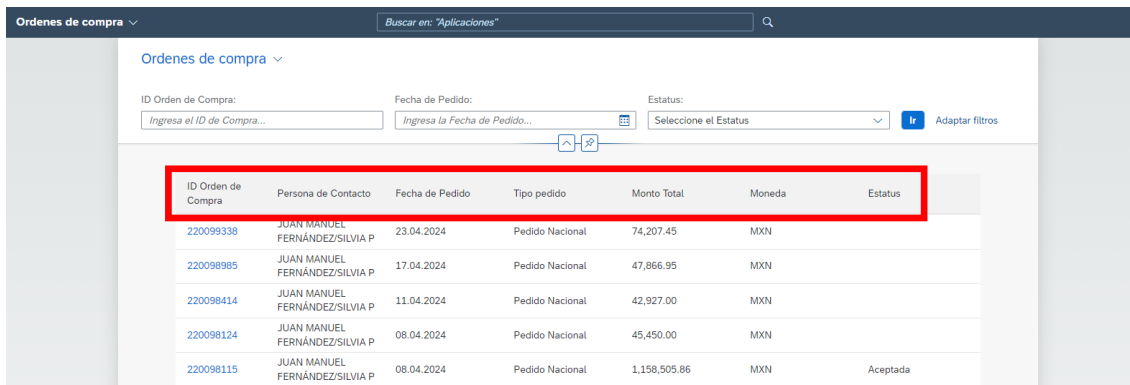 Ordenes de compra
Buscar en: "Aplicaciones"
Ordenes de compra
ID Orden de Compra:
Fecha de Pedido:
Estatus:
Ingresa el ID de Compra...
Ingresa la Fecha de Pedido...
Seleccione el Estatus
Ir
Adaptar filtros
ID Orden de
Compra
Persona de Contacto
Fecha de Pedido
Tipo pedido
Monto Total
Moneda
Estatus
220099338
JUAN MANUEL
FERNÁNDEZ/SILVIA P
23.04.2024
Pedido Nacional
74,207.45
MXN
220098985
JUAN MANUEL
FERNÁNDEZ/SILVIA P
17.04.2024
Pedido Nacional
47,866.95
MXN
220098414
JUAN MANUEL
FERNÁNDEZ/SILVIA P
11.04.2024
Pedido Nacional
42,927.00
MXN
220098124
JUAN MANUEL
FERNÁNDEZ/SILVIA P
08.04.2024
Pedido Nacional
45,450.00
MXN
220098115
JUAN MANUEL
FERNÁNDEZ/SILVIA P
08.04.2024
Pedido Nacional
1,158,505.86
MXN
Aceptada